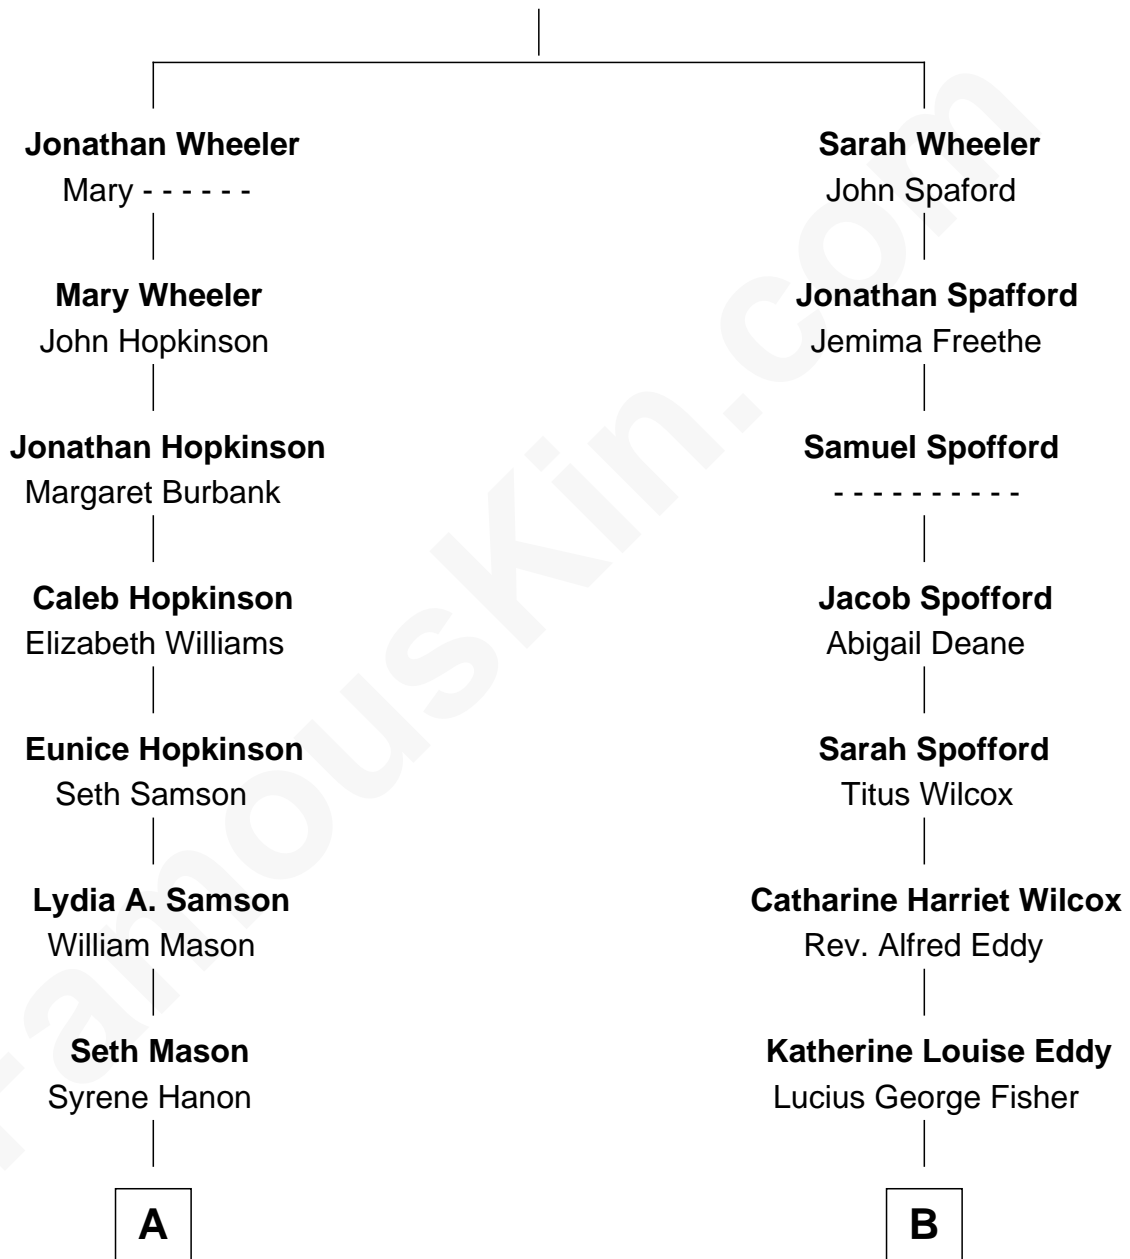 Jonathan Wheeler
Mary - - - - - -
Mary Wheeler
John Hopkinson
Jonathan Hopkinson
Margaret Burbank
Caleb Hopkinson
Elizabeth Williams
Eunice Hopkinson
Seth Samson
Lydia A. Samson
William Mason
Seth Mason
Syrene Hanon
A
Sarah Wheeler
John Spaford
Jonathan Spafford
Jemima Freethe
Samuel Spofford
- - - - - - - - - -
Jacob Spofford
Abigail Deane
Sarah Spofford
Titus Wilcox
Catharine Harriet Wilcox
Rev. Alfred Eddy
Katherine Louise Eddy
Lucius George Fisher
B
FamousKin.com